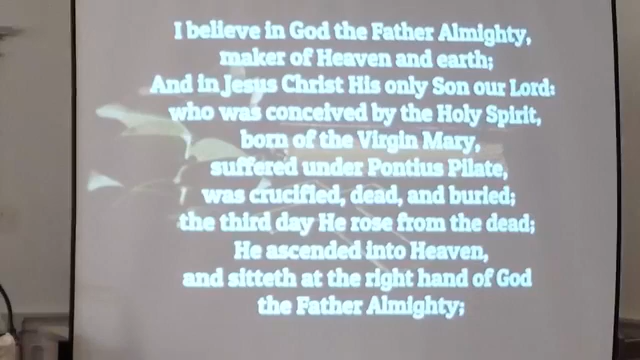 I believe in God the Father Almighty,
maker of Heaven and earth;
And in Jesus Christ His only Son our Lord:
who was conceived by the Holy Spirit,
born of the Virgin Mary,
suffered under Pontius Pilate,
was crucified, dead, and buried;
the third day He rose from the dead;
He ascended into Heaven,
and sitteth at the right hand of God
the Father Almighty;